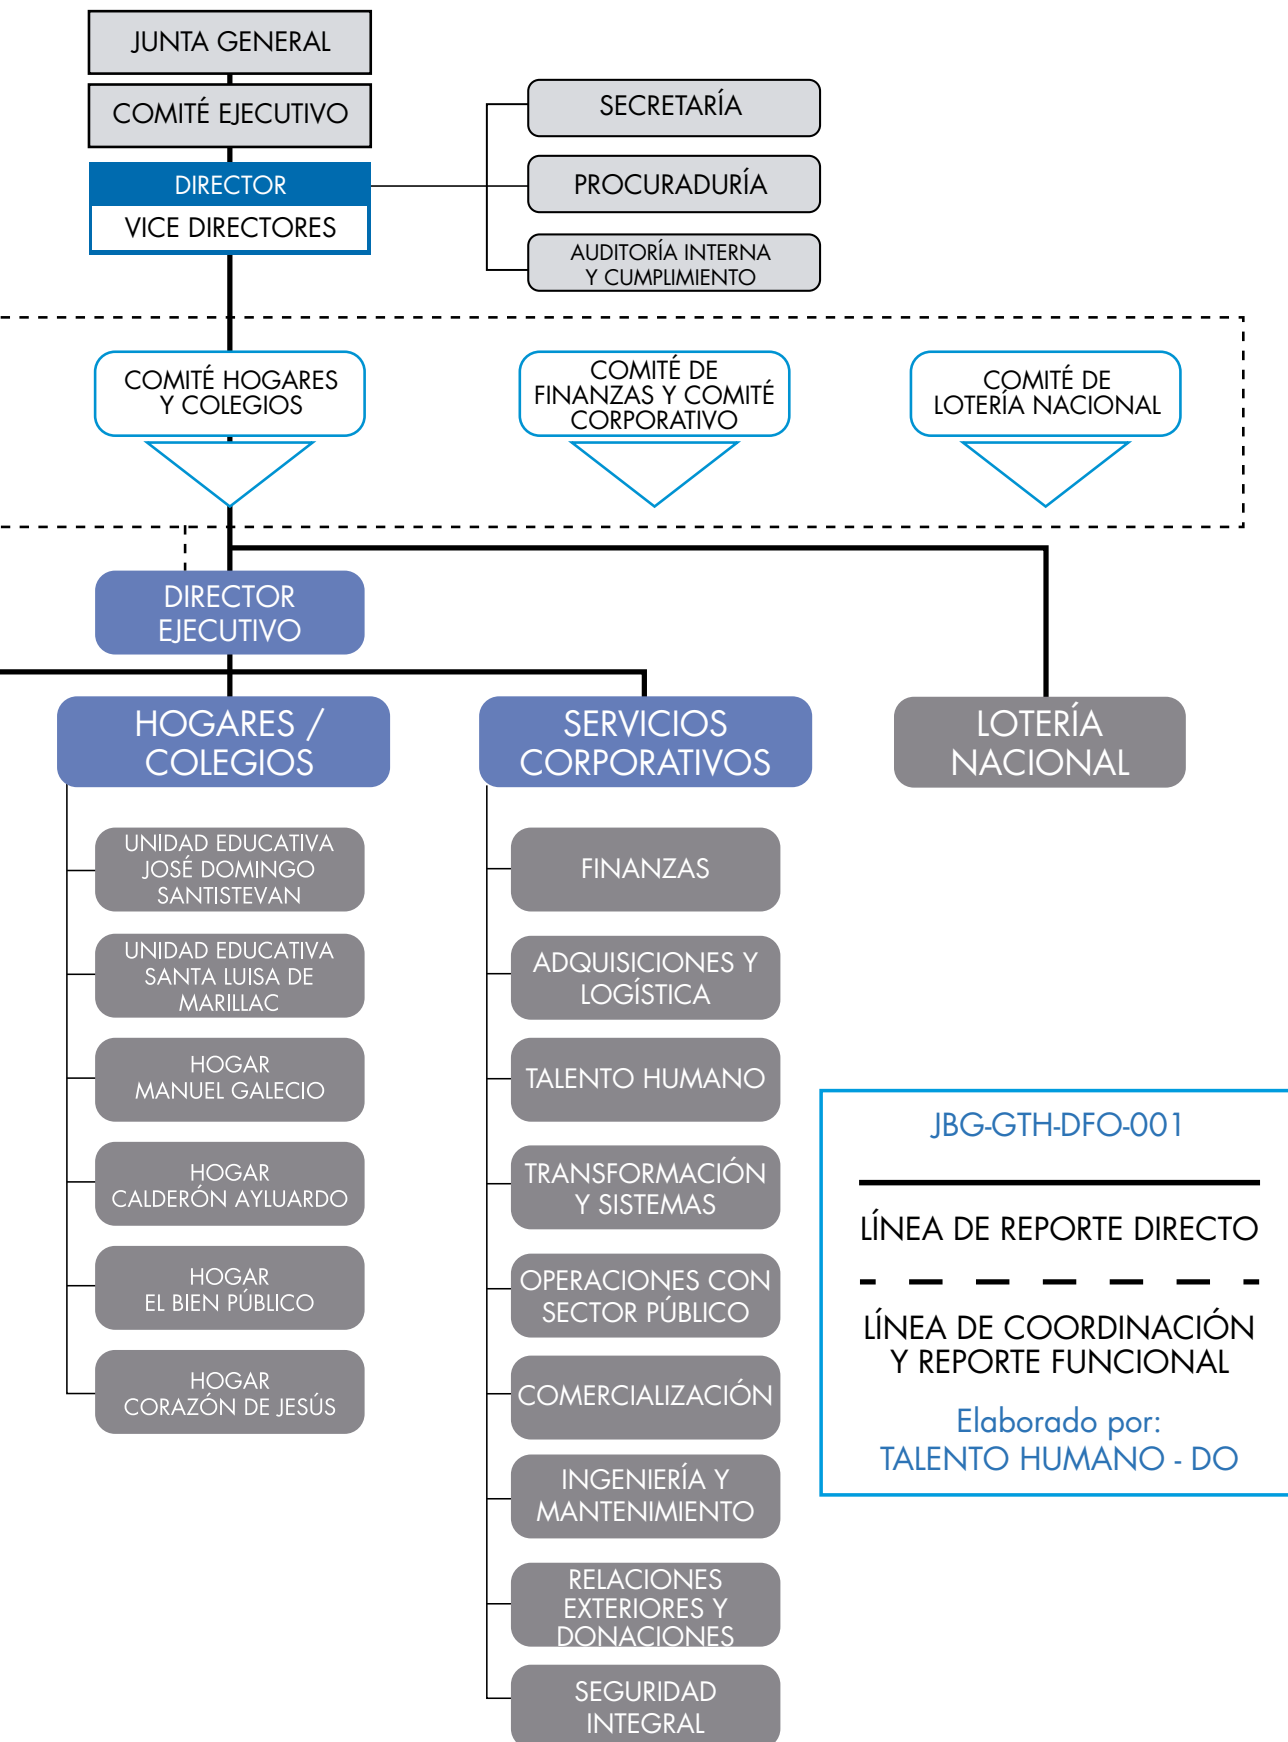 JUNTA GENERAL
COMITÉ EJECUTIVO
DIRECTOR
VICE DIRECTORES
SECRETARÍA
PROCURADURÍA
AUDITORÍA INTERNA
Y CUMPLIMIENTO
COMITÉ HOGARES
Y COLEGIOS
COMITÉ DE
FINANZAS Y COMITÉ
CORPORATIVO
COMITÉ DE
LOTERÍA NACIONAL
DIRECTOR
EJECUTIVO
HOGARES /
COLEGIOS
SERVICIOS
CORPORATIVOS
LOTERÍA
NACIONAL
UNIDAD EDUCATIVA
JOSÉ DOMINGO
SANTISTEVAN
UNIDAD EDUCATIVA
SANTA LUISA DE
MARILLAC
HOGAR
MANUEL GALECIO
HOGAR
CALDERÓN AYLUARDO
HOGAR
EL BIEN PÚBLICO
HOGAR
CORAZÓN DE JESÚS
FINANZAS
ADQUISICIONES Y
LOGÍSTICA
TALENTO HUMANO
TRANSFORMACIÓN
Y SISTEMAS
OPERACIONES CON
SECTOR PÚBLICO
COMERCIALIZACIÓN
INGENIERÍA Y
MANTENIMIENTO
RELACIONES
EXTERIORES Y
DONACIONES
SEGURIDAD
INTEGRAL
JBG-GTH-DFO-001
LÍNEA DE REPORTE DIRECTO
LÍNEA DE COORDINACIÓN
Y REPORTE FUNCIONAL
Elaborado por:
TALENTO HUMANO - DO